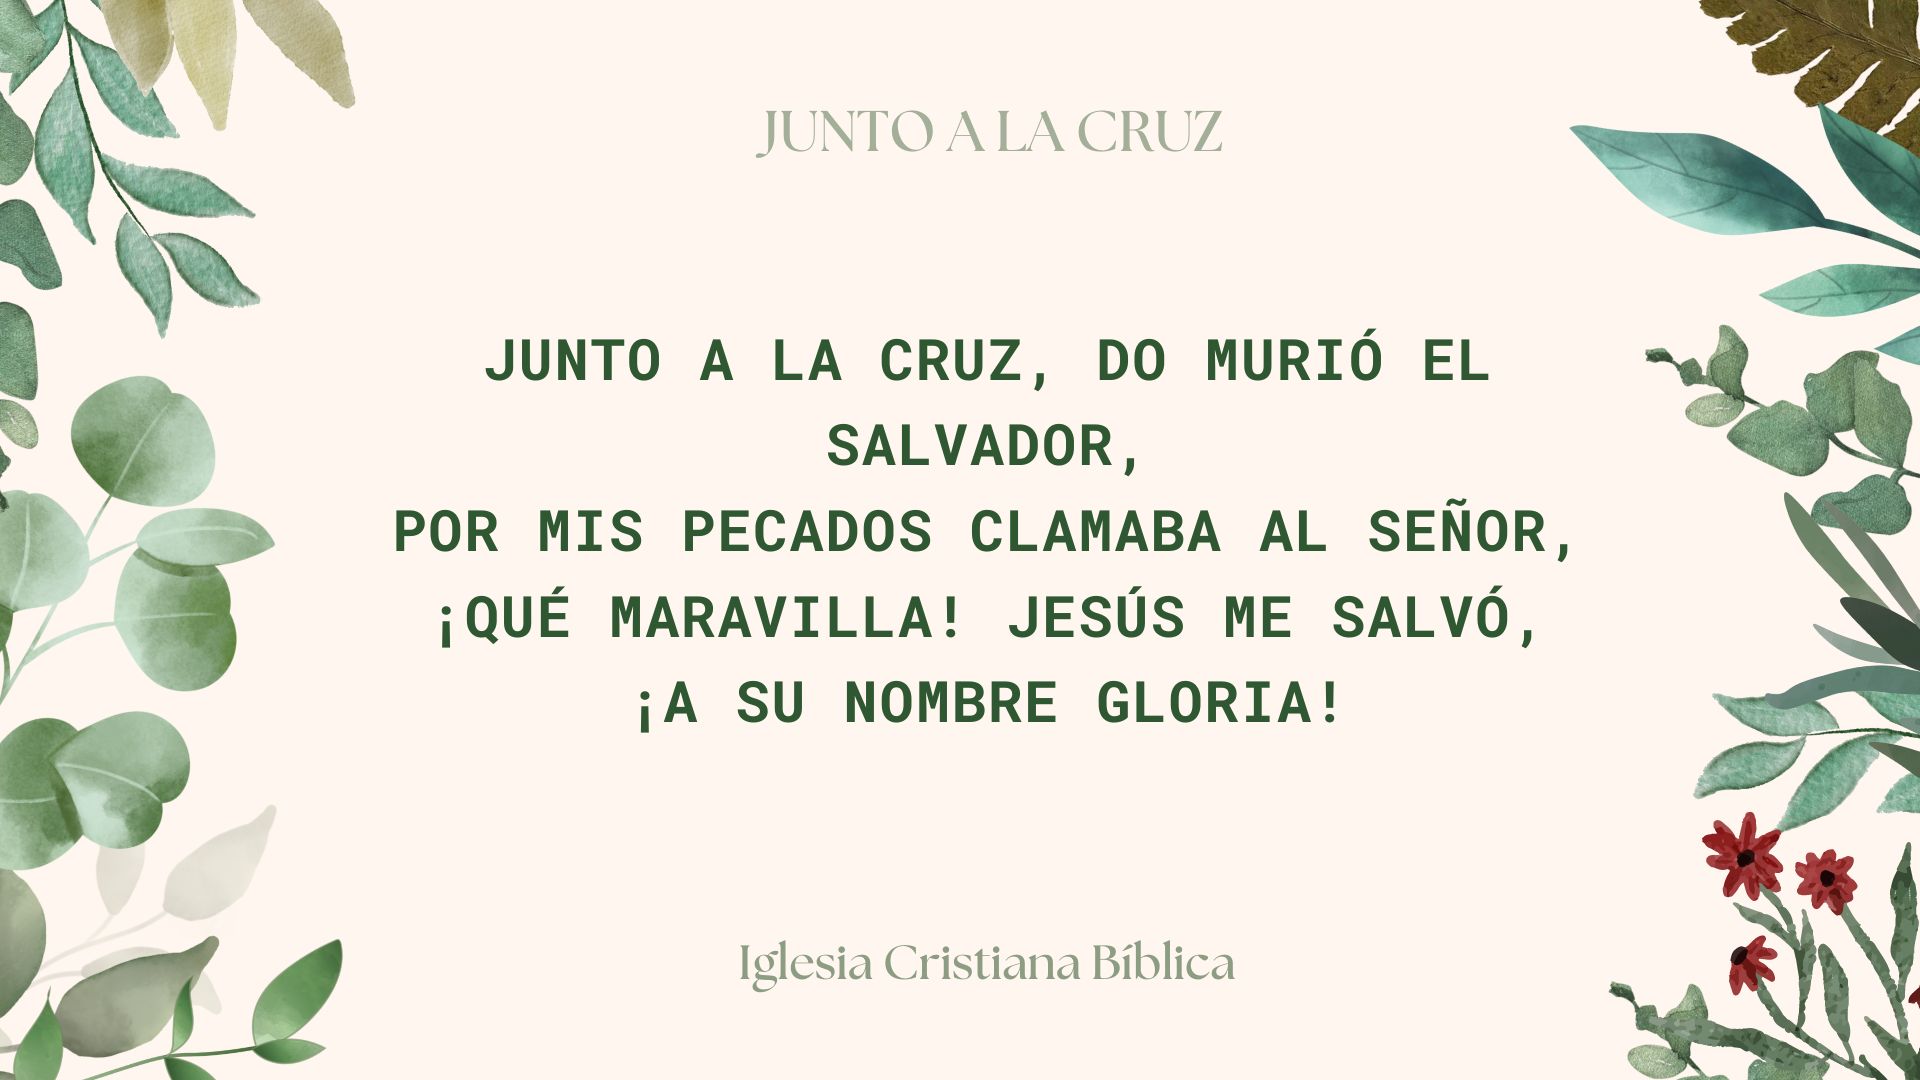 JUNTO A LA CRUZ
JUNTO A LA CRUZ, DO MURIÓ EL
SALVADOR,
POR MIS PECADOS CLAMABA AL SEÑOR,
¡QUÉ MARAVILLA! JESÚS ME SALVÓ,
¡A SU NOMBRE GLORIA!
Iglesia Cristiana Bíblica